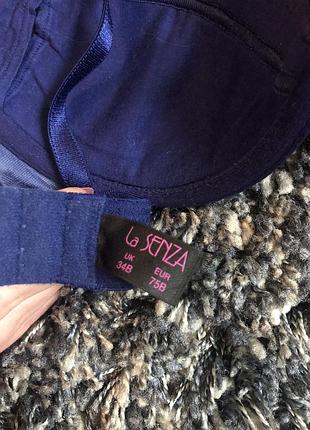 La SENZA
UK EUR
34B 75B